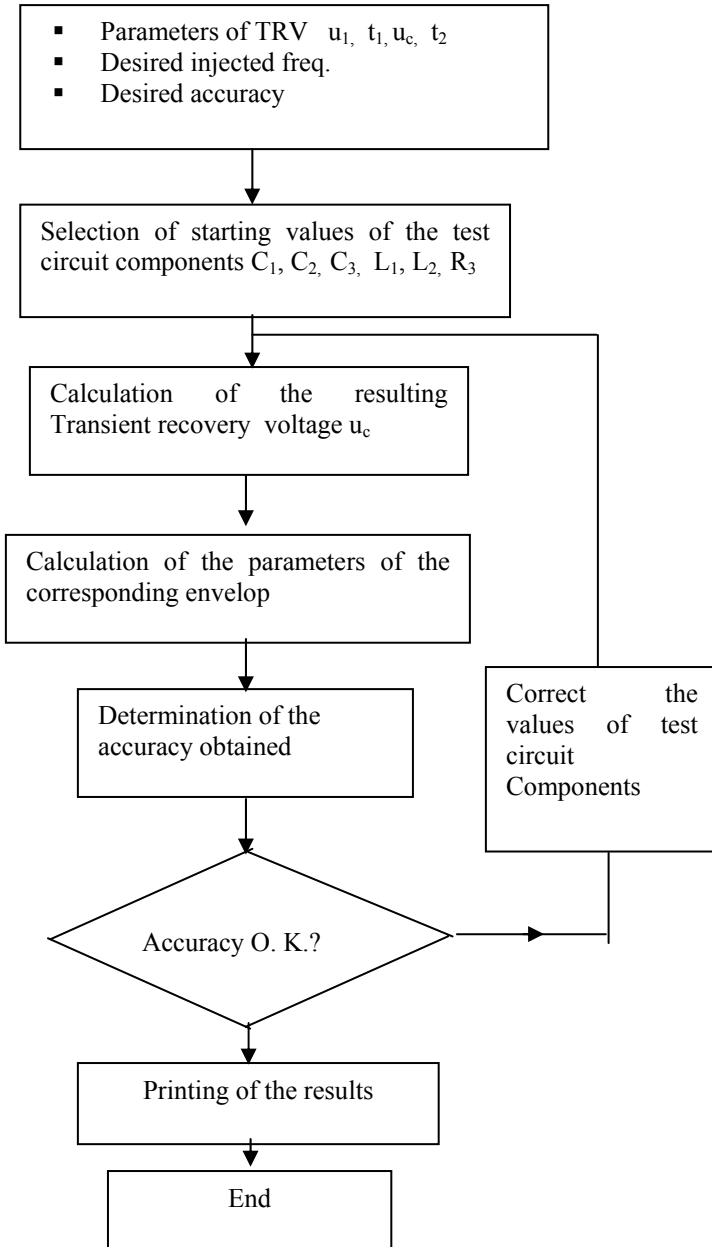 ▪ Parameters of TRV u₁, t₁, u_c, t₂
▪ Desired injected freq.
▪ Desired accuracy
Selection of starting values of the test
circuit components C₁, C₂, C₃, L₁, L₂, R₃
Calculation of the resulting
Transient recovery voltage u_c
Calculation of the parameters of the
corresponding envelop
Determination of the
accuracy obtained
Correct the
values of test
circuit
Components
Accuracy O. K.?
Printing of the results
End